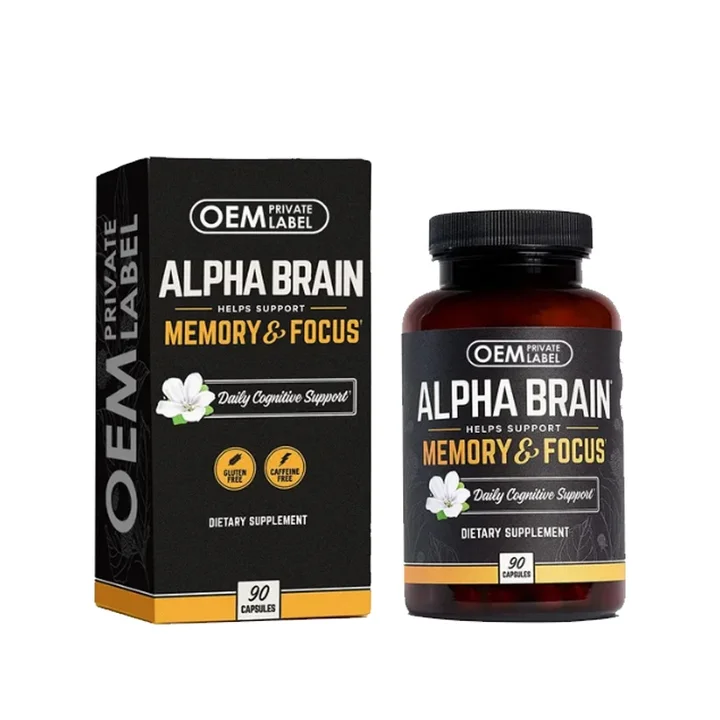 OEM PRIVATE LABEL
OEM PRIVATE
LABEL
ALPHA BRAIN
HELPS SUPPORT
MEMORY & FOCUS†
Daily Cognitive Support*
GLUTEN
FREE
CAFFEINE
FREE
DIETARY SUPPLEMENT
90
CAPSULES
OEM PRIVATE
LABEL
ALPHA BRAIN
HELPS SUPPORT
MEMORY & FOCUS
Daily Cognitive Support
DIETARY SUPPLEMENT
90
CAPSULES